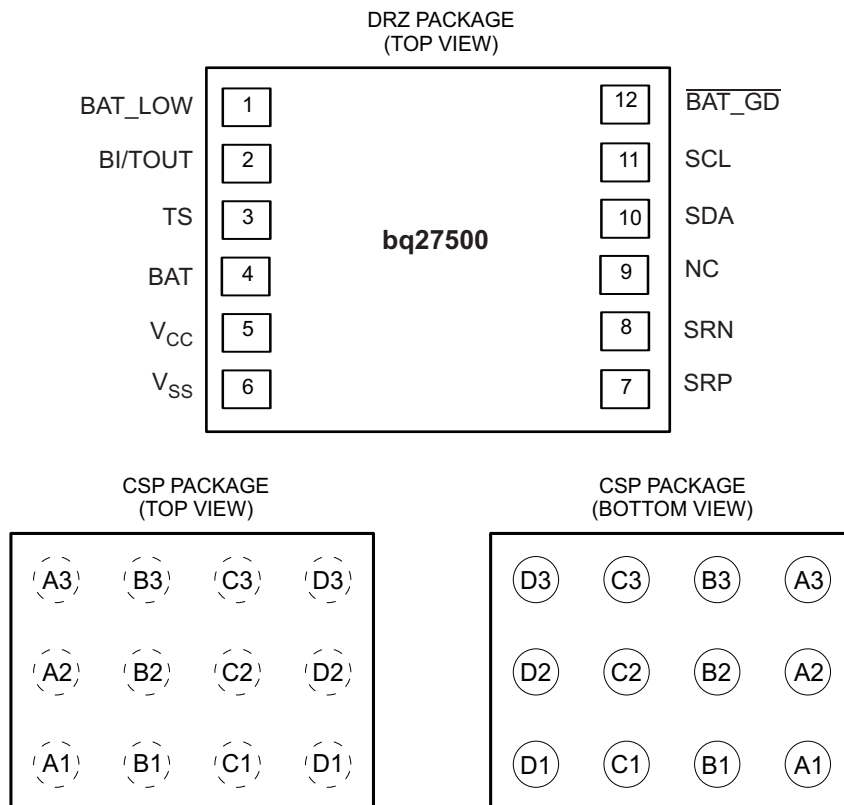 DRZ PACKAGE
(TOP VIEW)
BAT_LOW 1 12 BAT_GD
BI/TOUT 2 11 SCL
TS 3 10 SDA
bq27500
BAT 4 9 NC
VCC 5 8 SRN
VSS 6 7 SRP
CSP PACKAGE
(TOP VIEW)
A3 B3 C3 D3
A2 B2 C2 D2
A1 B1 C1 D1
CSP PACKAGE
(BOTTOM VIEW)
D3 C3 B3 A3
D2 C2 B2 A2
D1 C1 B1 A1